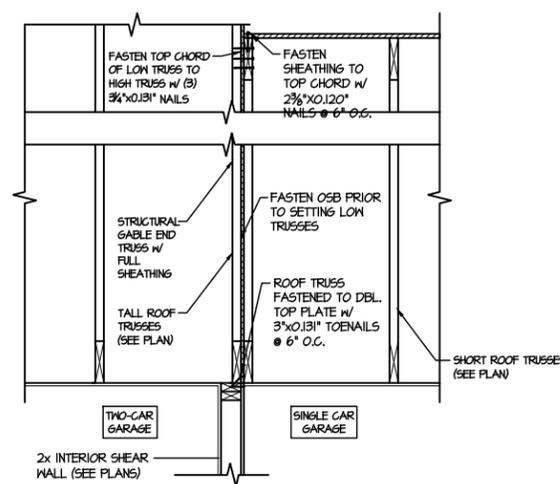 FASTEN TOP CHORD
OF LOW TRUSS TO
HIGH TRUSS W/ (3)
3¼"X0.131" NAILS
FASTEN
SHEATHING TO
TOP CHORD W/
2⅜"X0.120"
NAILS @ 6" O.C.
STRUCTURAL
GABLE END
TRUSS W/
FULL
SHEATHING
FASTEN OSB PRIOR
TO SETTING LOW
TRUSSES
TALL ROOF
TRUSSES
(SEE PLAN)
ROOF TRUSS
FASTENED TO DBL.
TOP PLATE W/
3"X0.131" TOENAILS
@ 6" O.C.
SHORT ROOF TRUSSE
(SEE PLAN)
TWO-CAR
GARAGE
SINGLE CAR
GARAGE
2x INTERIOR SHEAR
WALL (SEE PLANS)